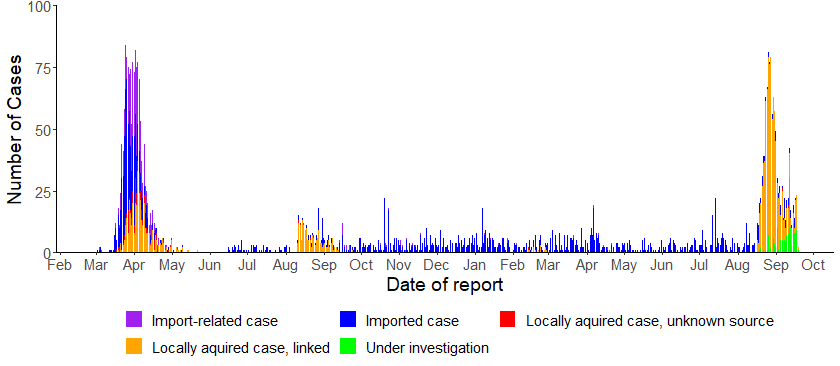 100
75
50
25
0
Number of Cases
Feb Mar Apr May Jun Jul Aug Sep Oct Nov Dec Jan Feb Mar Apr May Jun Jul Aug Sep Oct
Date of report
Import-related case Imported case Locally aquired case, unknown source
Locally aquired case, linked Under investigation